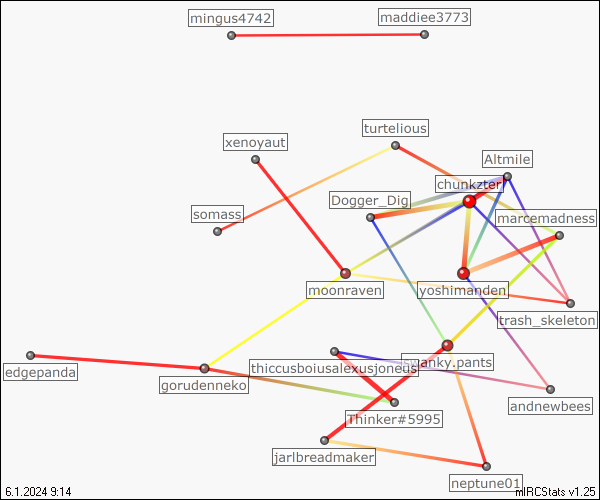 mingus4742
maddiee3773
turtelious
xenoyaut
Altmile
chunkzter
Dogger_Dig
somass
marcemadness
moonraven
yoshimanden
trash_skeleton
thiccusboiusalexusjoneus
swanky.pants
edgepanda
gorudenneko
andnewbees
Thinker#5995
jarlbreadmaker
neptune01
6.1.2024 9:14
mIRCStats v1.25